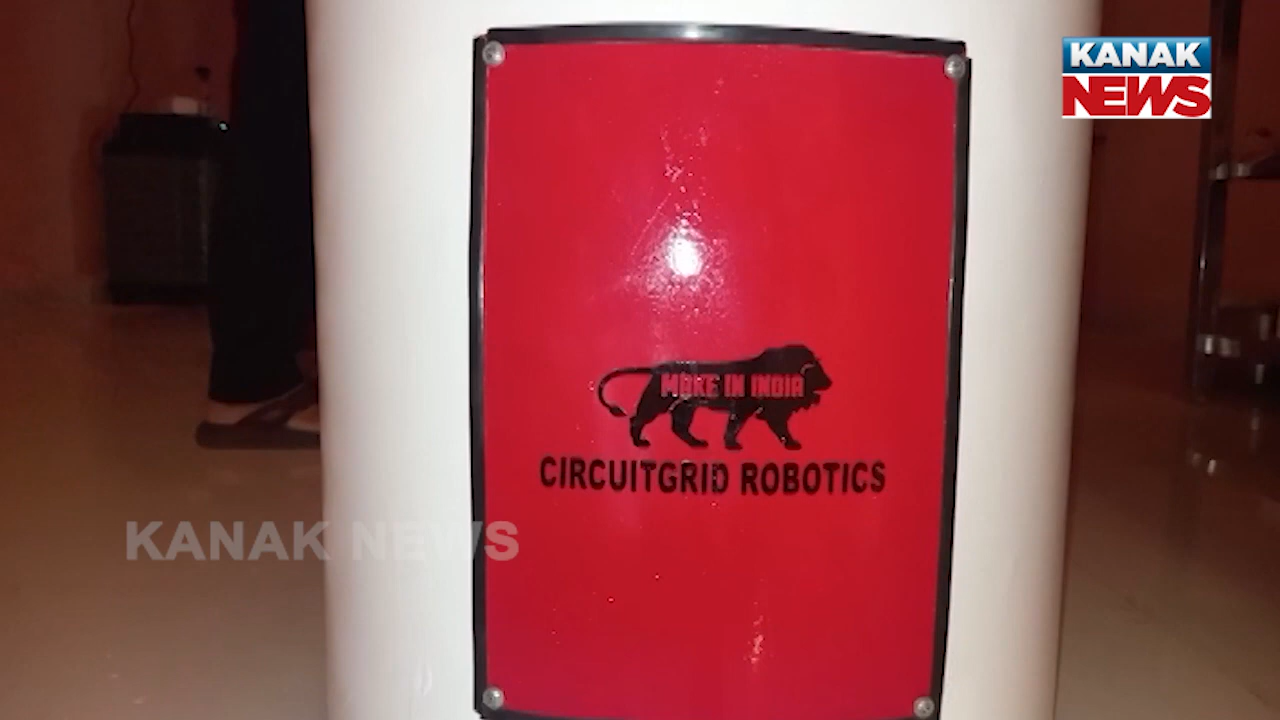 KANAK
NEWS
MAKE IN INDIA
CIRCUITGRID ROBOTICS
KANAK NEWS